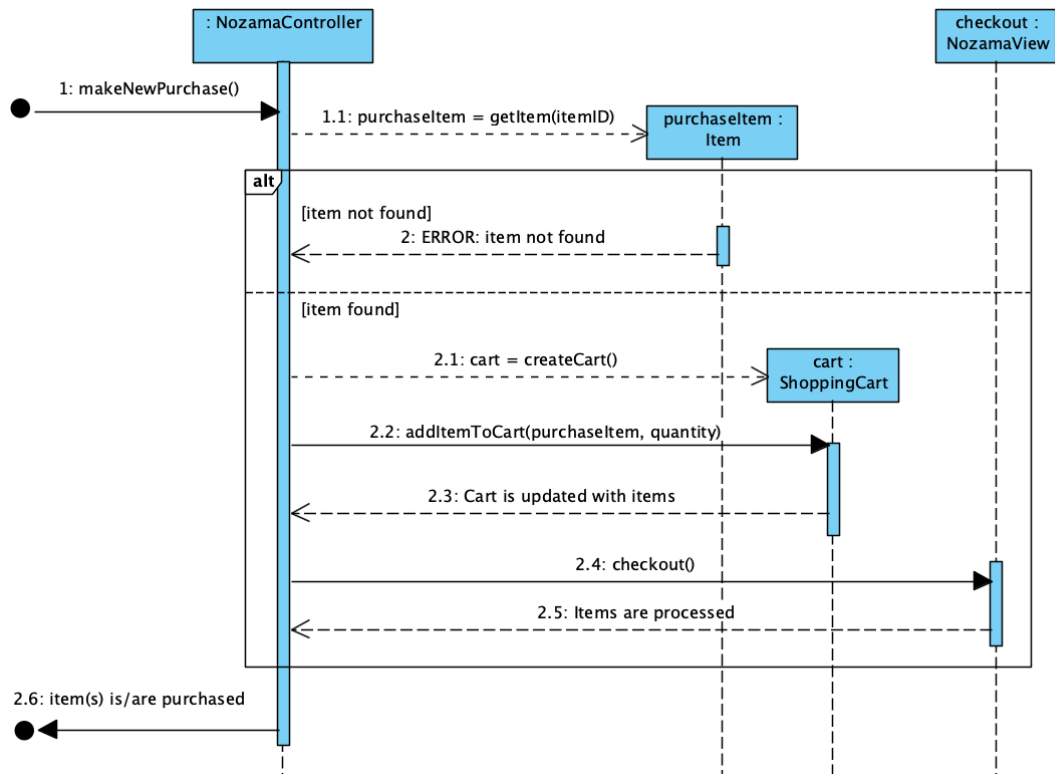 : NozamaController
checkout :
NozamaView
1: makeNewPurchase()
1.1: purchaseItem = getItem(itemID)
purchaseItem :
Item
alt
[item not found]
2: ERROR: item not found
[item found]
2.1: cart = createCart()
cart :
ShoppingCart
2.2: addItemToCart(purchaseItem, quantity)
2.3: Cart is updated with items
2.4: checkout()
2.5: Items are processed
2.6: item(s) is/are purchased